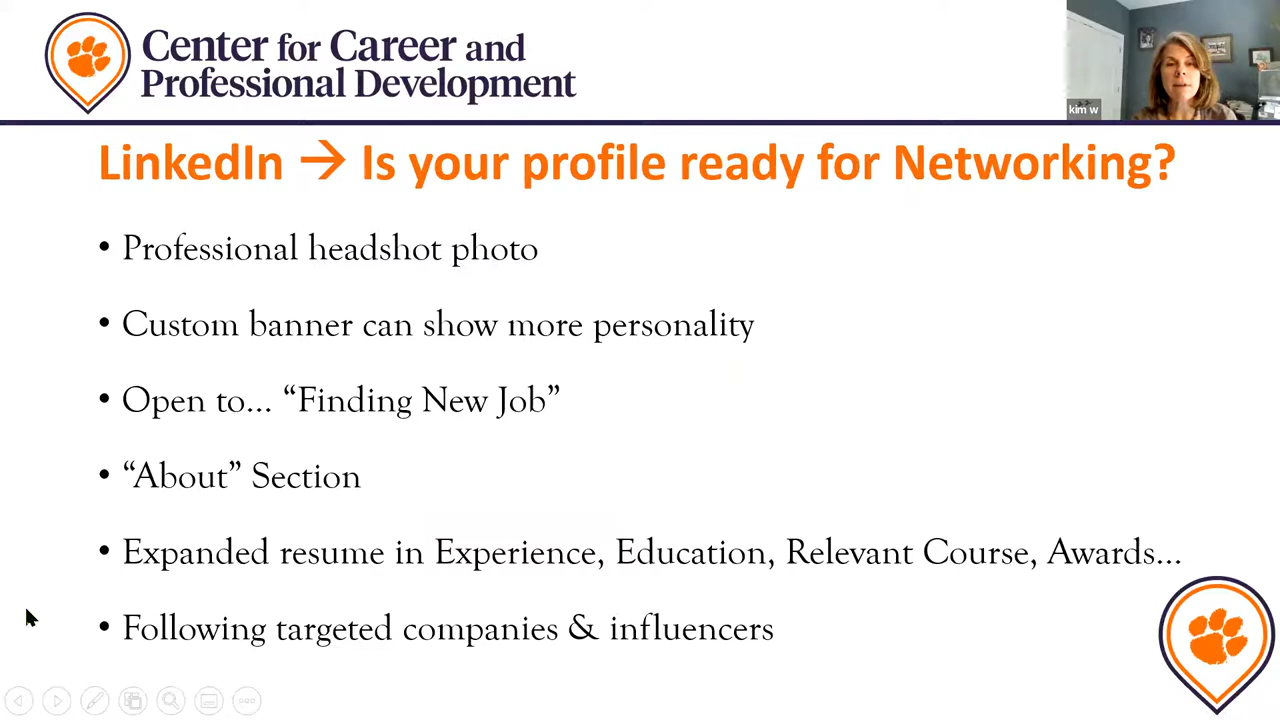 Center for Career and
Professional Development
kim w
LinkedIn → Is your profile ready for Networking?
• Professional headshot photo
• Custom banner can show more personality
• Open to... “Finding New Job”
• “About” Section
• Expanded resume in Experience, Education, Relevant Course, Awards...
• Following targeted companies & influencers